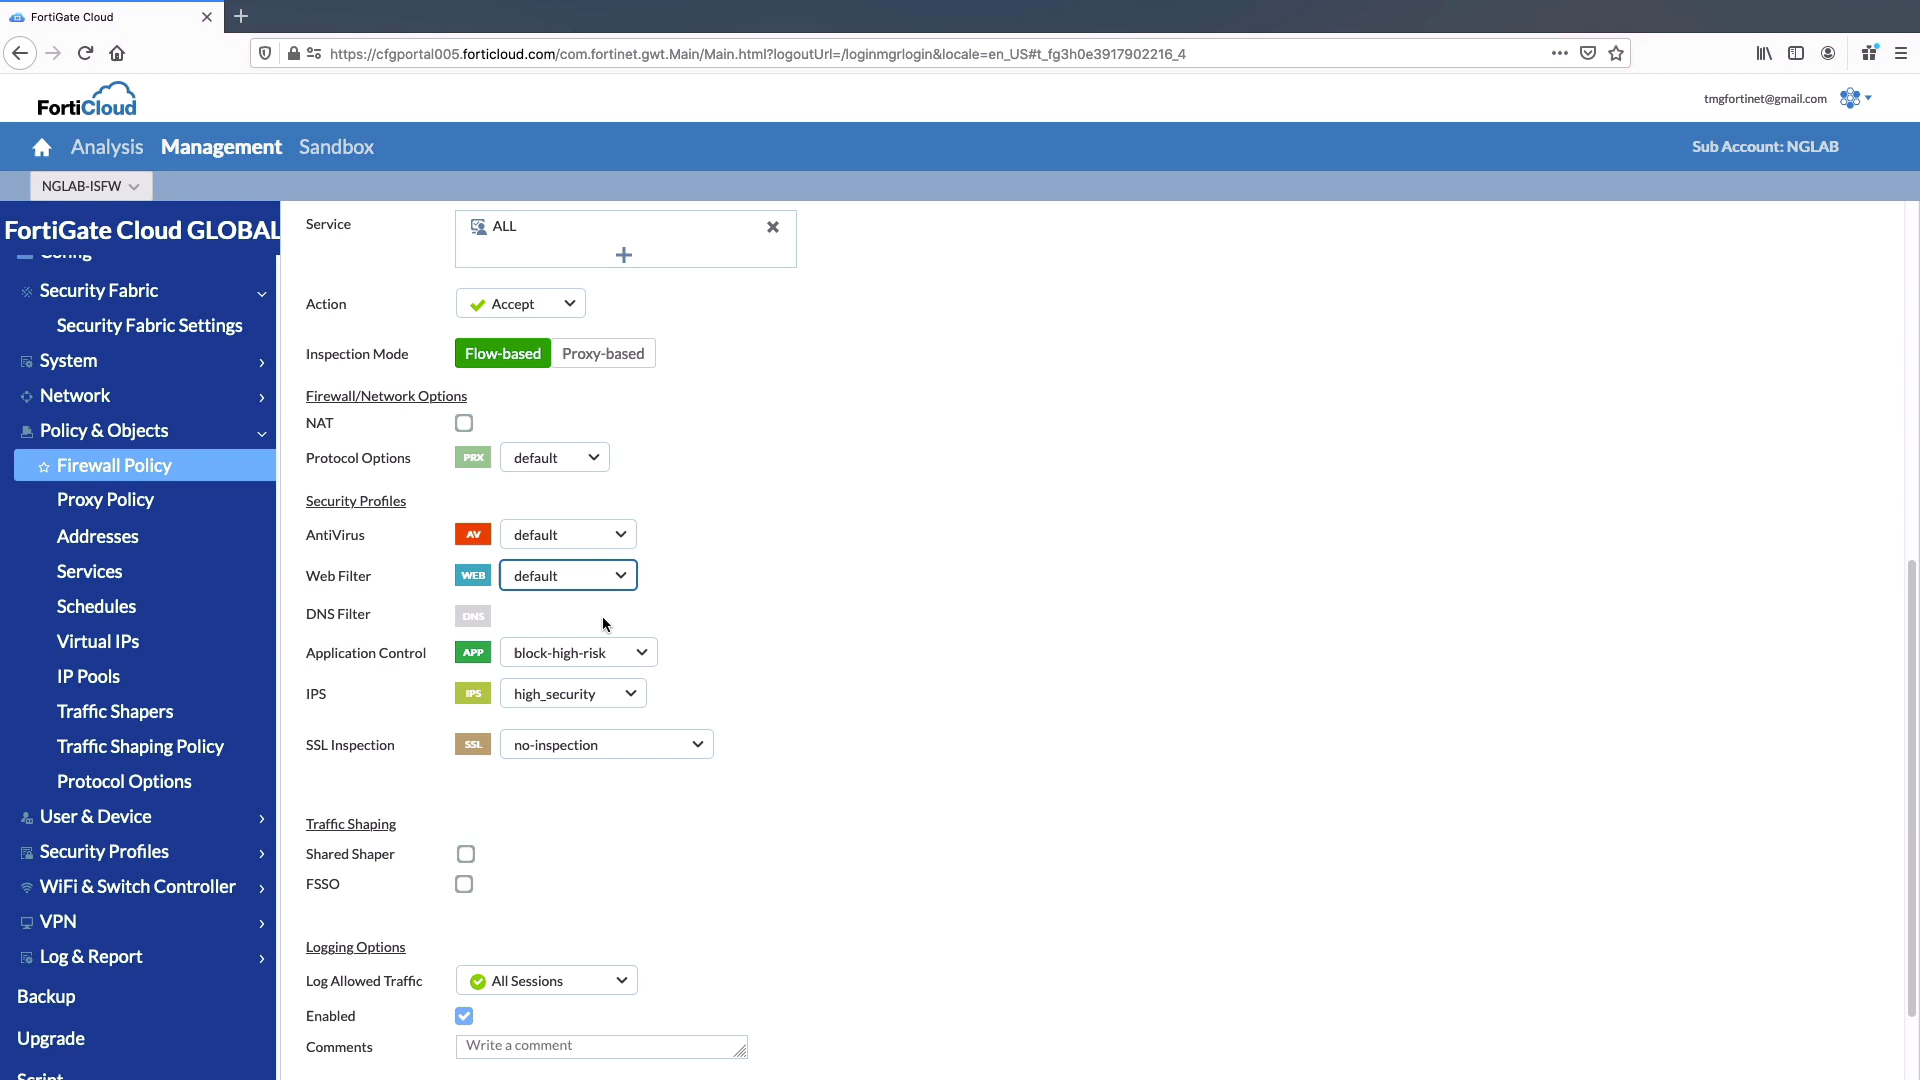 FortiGate Cloud
https://cfgportal005.forticloud.com/com.fortinet.gwt.Main/Main.html?logoutUrl=/loginmgrlogin&locale=en_US#t_fg3h0e3917902216_4
FortiCloud
tmgfortinet@gmail.com
Analysis Management Sandbox
Sub Account: NGLAB
NGLAB-ISFW
FortiGate Cloud GLOBAL
Config
Security Fabric
Security Fabric Settings
System
Network
Policy & Objects
Firewall Policy
Proxy Policy
Addresses
Services
Schedules
Virtual IPs
IP Pools
Traffic Shapers
Traffic Shaping Policy
Protocol Options
User & Device
Security Profiles
WiFi & Switch Controller
VPN
Log & Report
Backup
Upgrade
Script
Service ALL
Action Accept
Inspection Mode Flow-based Proxy-based
Firewall/Network Options
NAT
Protocol Options PRX default
Security Profiles
AntiVirus AV default
Web Filter WEB default
DNS Filter DNS
Application Control APP block-high-risk
IPS IPS high_security
SSL Inspection SSL no-inspection
Traffic Shaping
Shared Shaper
FSSO
Logging Options
Log Allowed Traffic All Sessions
Enabled
Comments Write a comment